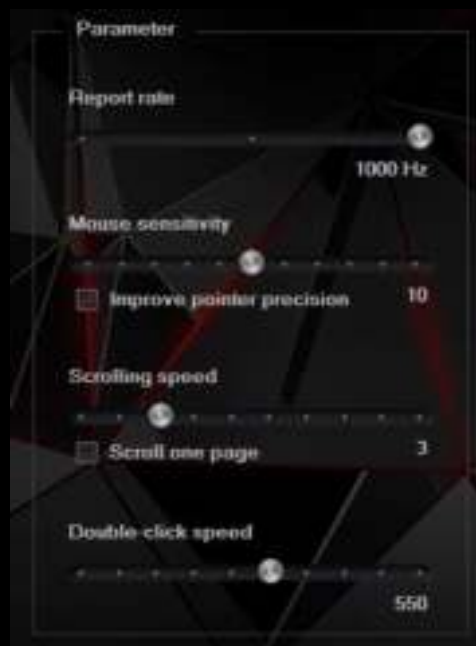 Parameter
Report rate
1000 Hz
Mouse sensitivity
Improve pointer precision 10
Scrolling speed
Scroll one page 3
Double-click speed
550